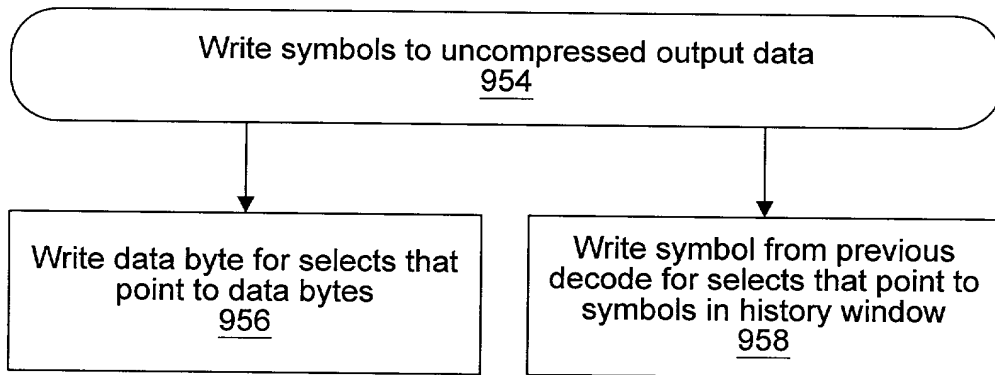 Write symbols to uncompressed output data
954
Write data byte for selects that
point to data bytes
956
Write symbol from previous
decode for selects that point to
symbols in history window
958